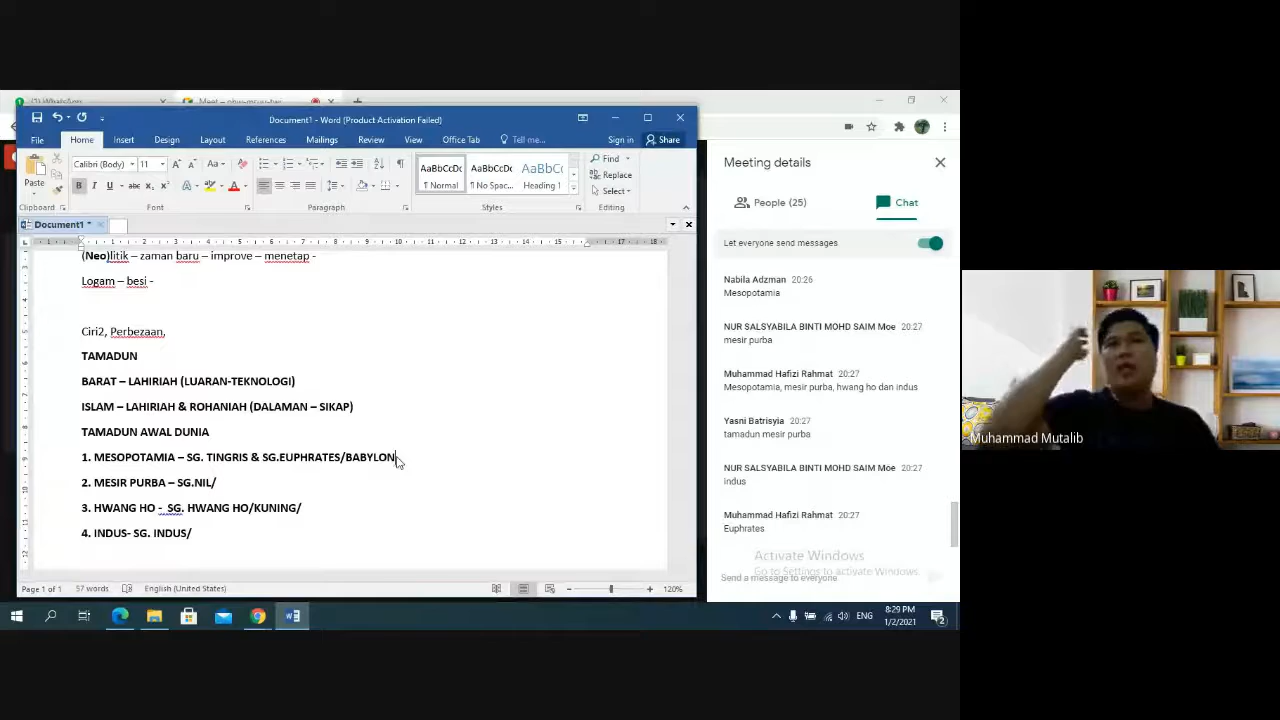 Document1 - Word (Product Activation Failed)
File Home Insert Design Layout References Mailings Review View Office Tab Tell me... Sign in Share
Calibri (Body) 11
Paste
AaBbCcDc AaBbCcDc AaBbCc
¶ Normal ¶ No Spac... Heading 1
Find
Replace
Select
Clipboard Font Paragraph Styles Editing
Document1 *
(Neo)litik – zaman baru – improve – menetap -
Logam – besi -
Ciri2, Perbezaan,
TAMADUN
BARAT – LAHIRIAH (LUARAN-TEKNOLOGI)
ISLAM – LAHIRIAH & ROHANIAH (DALAMAN – SIKAP)
TAMADUN AWAL DUNIA
1. MESOPOTAMIA – SG. TINGRIS & SG.EUPHRATES/BABYLON
2. MESIR PURBA – SG.NIL/
3. HWANG HO - SG. HWANG HO/KUNING/
4. INDUS- SG. INDUS/
Page 1 of 1 57 words English (United States) 120%
Meeting details
People (25) Chat
Let everyone send messages
Nabila Adzman 20:26
Mesopotamia
NUR SALSYABILA BINTI MOHD SAIM Moe 20:27
mesir purba
Muhammad Hafizi Rahmat 20:27
Mesopotamia, mesir purba, hwang ho dan indus
Yasni Batrisyia 20:27
tamadun mesir purba
NUR SALSYABILA BINTI MOHD SAIM Moe 20:27
indus
Muhammad Hafizi Rahmat 20:27
Euphrates
Activate Windows
Go to Settings to activate Windows.
Send a message to everyone
ENG
8:29 PM
1/2/2021
2
Muhammad Mutalib